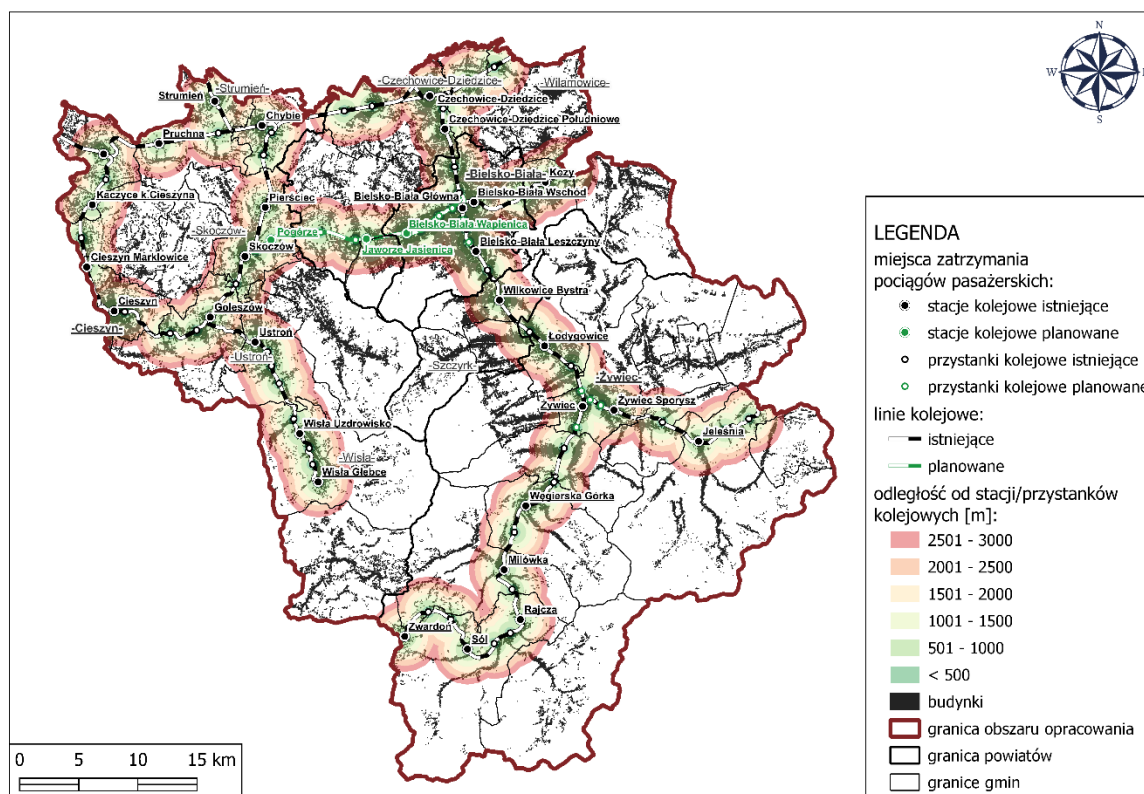 N
W
S
-Czechowice-Dziedzice-
-Wilamowice-
-Strumień-
Strumień
Czechowice-Dziedzice
Chybie
Czechowice-Dziedzice Południowe
Pruchna
-Bielsko-Biała-
Kozy
Kaczyce k.Cieszyna
Pierściec
Bielsko-Biała Główna
Bielsko-Biała Wschód
-Skoczów-
Pogórze
Bielsko-Biała Wapienica
Skoczów
Jaworze Jasienica
Bielsko-Biała Leszczyny
Cieszyn Marklowice
Wilkowice Bystra
Cieszyn
Goleszów
-Cieszyn-
Ustroń
Łodygowice
-Ustroń-
-Szczyrk-
-Żywiec-
Żywiec
Żywiec Sporysz
Wisła Uzdrowisko
Jeleśnia
-Wisła-
Wisła Głębce
Węgierska Górka
Milówka
Rajcza
Zwardoń
Sól
0 5 10 15 km
LEGENDA
miejsca zatrzymania
pociągów pasażerskich:
stacje kolejowe istniejące
stacje kolejowe planowane
przystanki kolejowe istniejące
przystanki kolejowe planowane
linie kolejowe:
istniejące
planowane
odległość od stacji/przystanków
kolejowych [m]:
2501 - 3000
2001 - 2500
1501 - 2000
1001 - 1500
501 - 1000
< 500
budynki
granica obszaru opracowania
granica powiatów
granice gmin